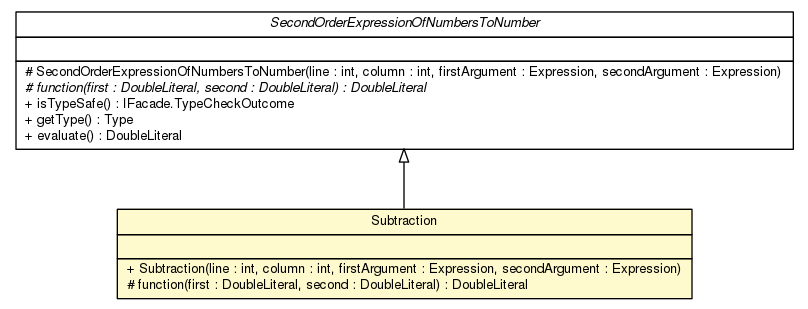 SecondOrderExpressionOfNumbersToNumber
# SecondOrderExpressionOfNumbersToNumber(line : int, column : int, firstArgument : Expression, secondArgument : Expression)
# function(first : DoubleLiteral, second : DoubleLiteral) : DoubleLiteral
+ isTypeSafe() : IFacade.TypeCheckOutcome
+ getType() : Type
+ evaluate() : DoubleLiteral
Subtraction
+ Subtraction(line : int, column : int, firstArgument : Expression, secondArgument : Expression)
# function(first : DoubleLiteral, second : DoubleLiteral) : DoubleLiteral